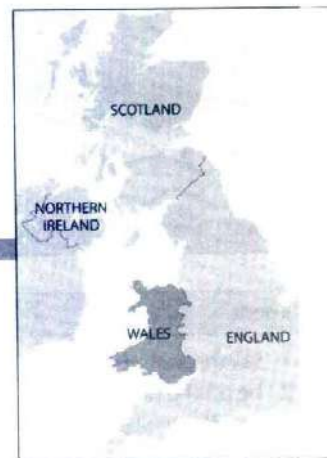 SCOTLAND
NORTHERN
IRELAND
WALES
ENGLAND